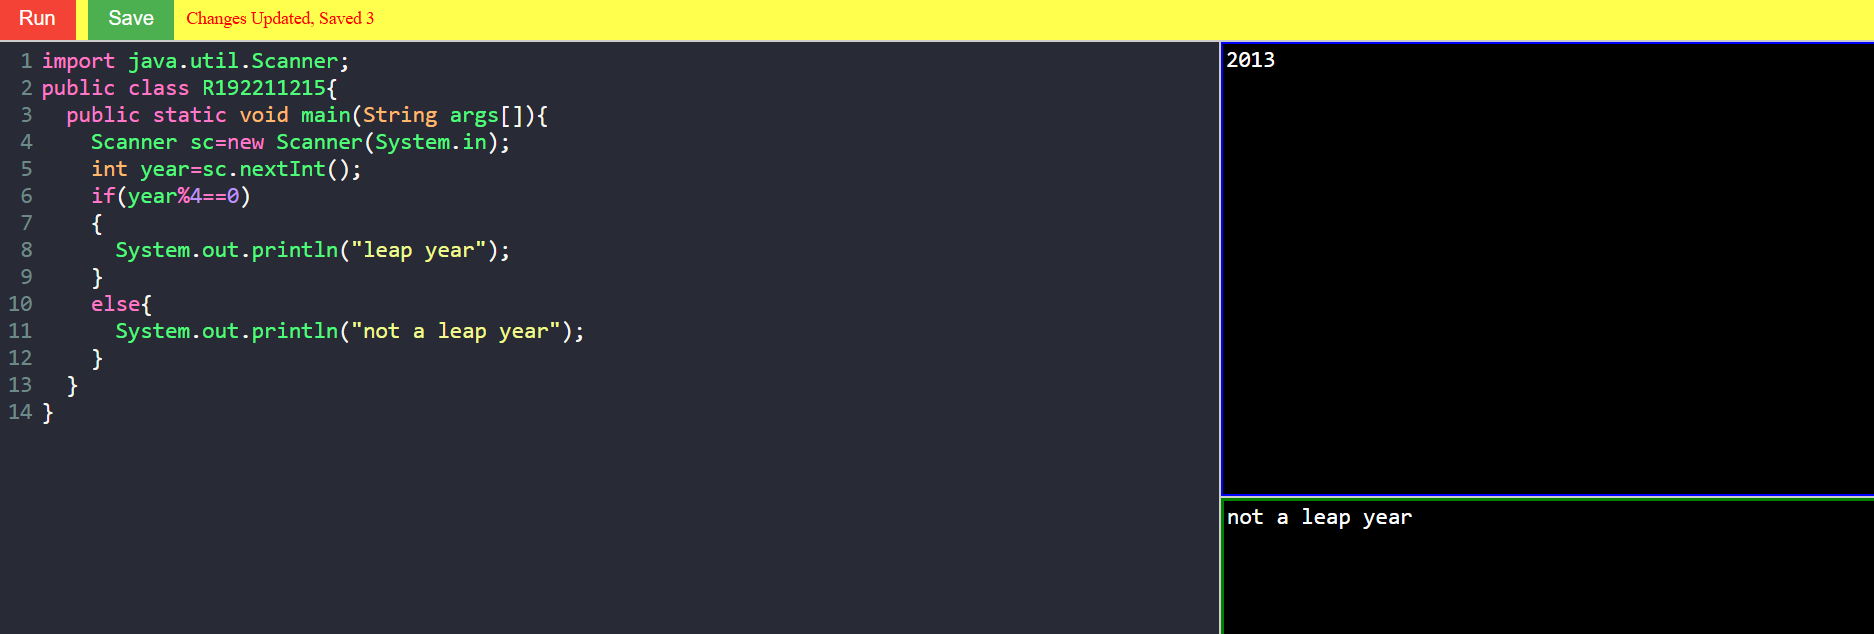 Run Save Changes Updated, Saved 3
1 import java.util.Scanner;
2 public class R192211215{
3   public static void main(String args[]){
4     Scanner sc=new Scanner(System.in);
5     int year=sc.nextInt();
6     if(year%4==0)
7     {
8       System.out.println("leap year");
9     }
10     else{
11       System.out.println("not a leap year");
12     }
13   }
14 }
2013
not a leap year